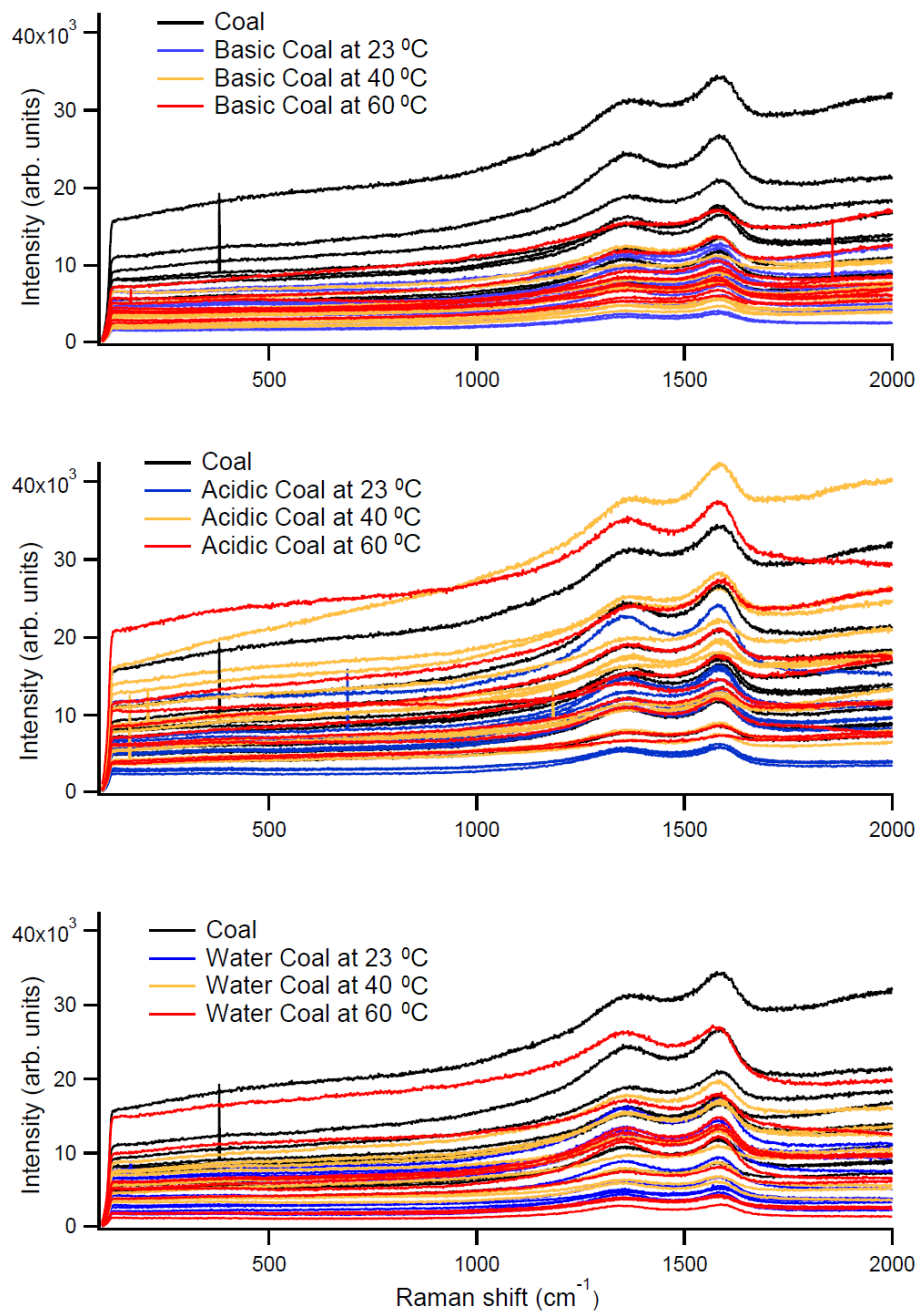 40x10³
30
20
10
0
Intensity (arb. units)
Coal
Basic Coal at 23 ⁰C
Basic Coal at 40 ⁰C
Basic Coal at 60 ⁰C
500
1000
1500
2000
40x10³
30
20
10
0
Intensity (arb. units)
Coal
Acidic Coal at 23 ⁰C
Acidic Coal at 40 ⁰C
Acidic Coal at 60 ⁰C
500
1000
1500
2000
40x10³
30
20
10
0
Intensity (arb. units)
Coal
Water Coal at 23 ⁰C
Water Coal at 40 ⁰C
Water Coal at 60 ⁰C
500
1000
1500
2000
Raman shift (cm⁻¹)